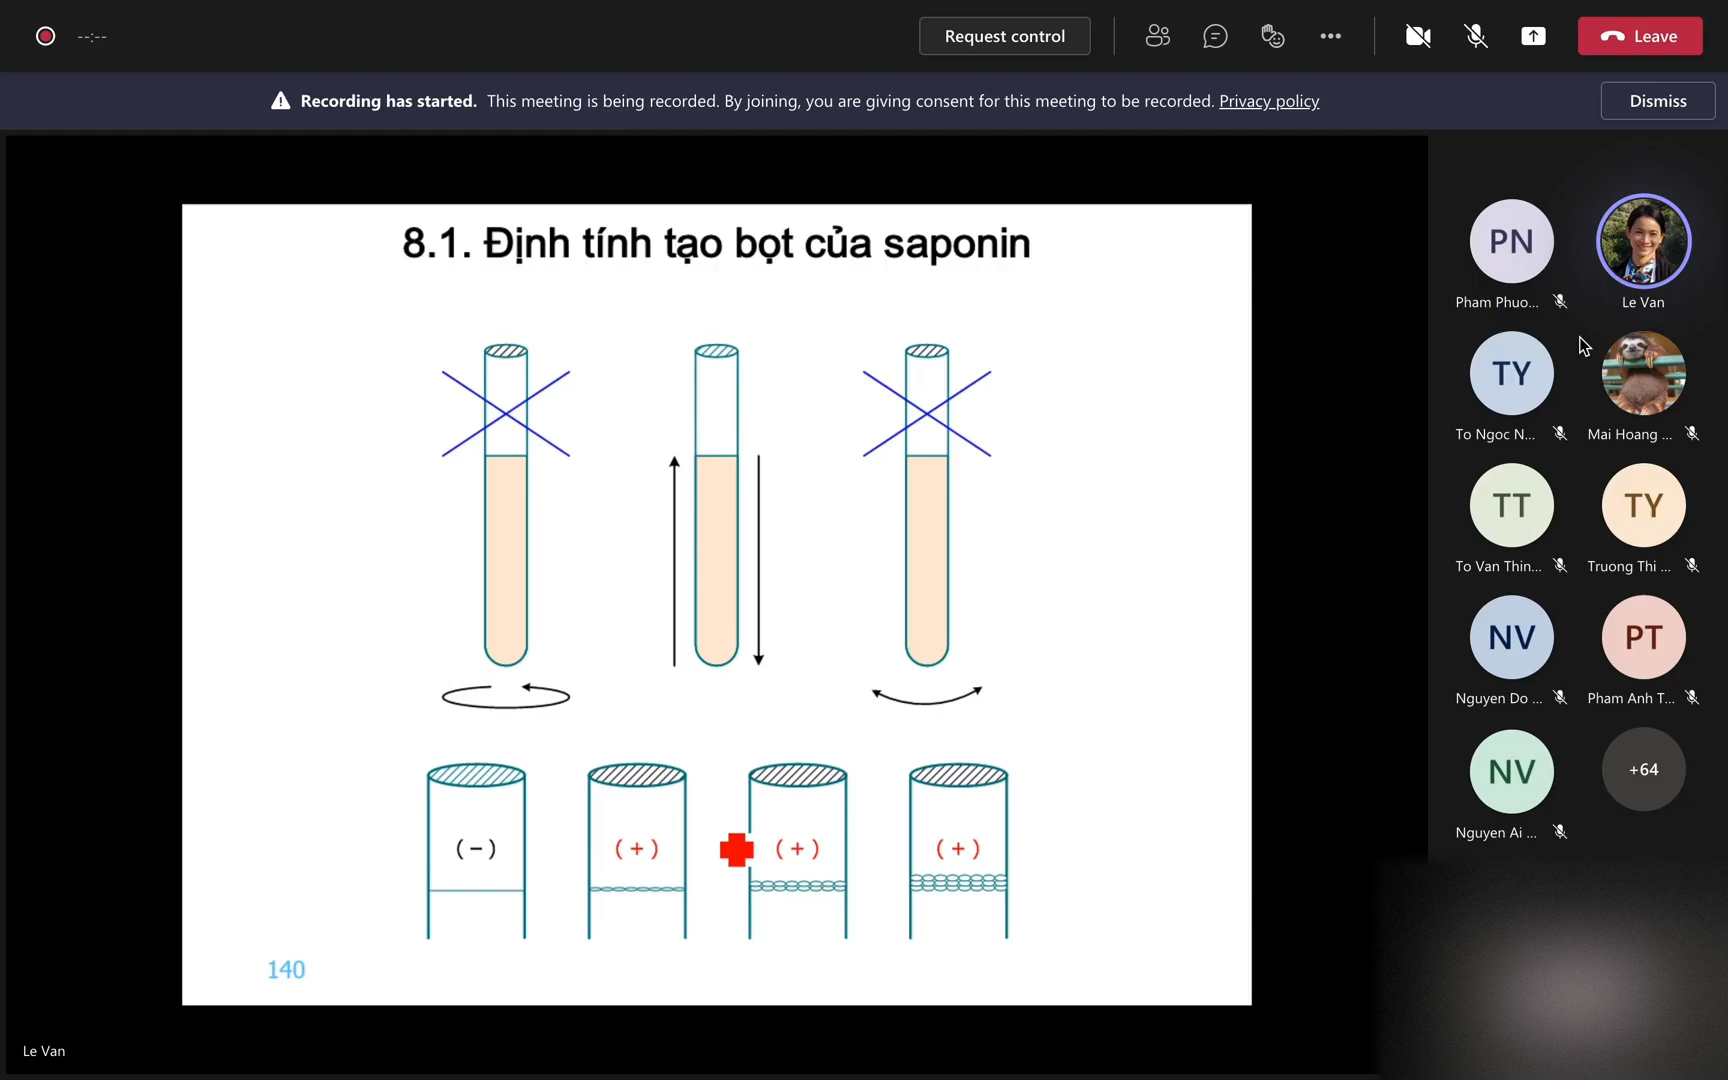 --:--
Request control
Leave
Recording has started. This meeting is being recorded. By joining, you are giving consent for this meeting to be recorded. Privacy policy
Dismiss
8.1. Định tính tạo bọt của saponin
(-)
(+)
(+)
(+)
140
Le Van
PN
Pham Phuo...
Le Van
TY
To Ngoc N...
Mai Hoang ...
TT
TY
To Van Thin...
Truong Thi ...
NV
PT
Nguyen Do ...
Pham Anh T...
NV
+64
Nguyen Ai ...